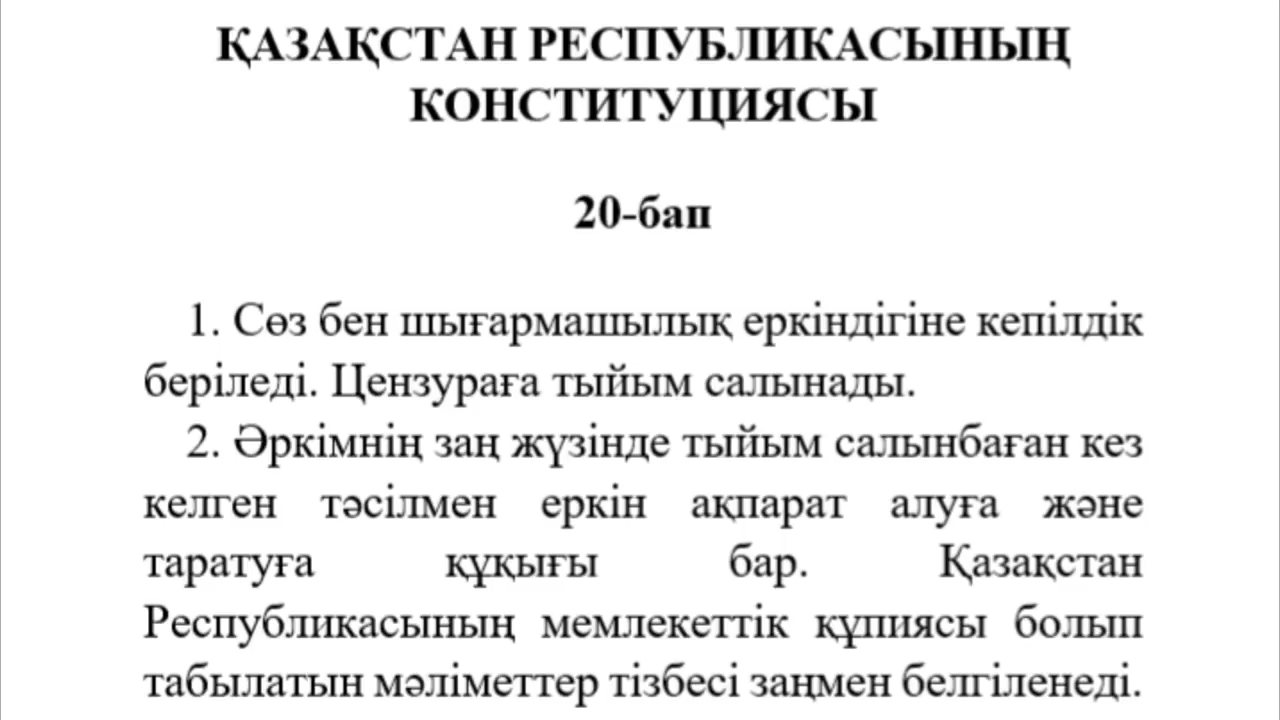 ҚАЗАҚСТАН РЕСПУБЛИКАСЫНЫҢ
КОНСТИТУЦИЯСЫ
20-бап
1. Сөз бен шығармашылық еркіндігіне кепілдік
беріледі. Цензураға тыйым салынады.
2. Әркімнің заң жүзінде тыйым салынбаған кез
келген тәсілмен еркін ақпарат алуға және
таратуға құқығы бар. Қазақстан
Республикасының мемлекеттік құпиясы болып
табылатын мәліметтер тізбесі заңмен белгіленеді.